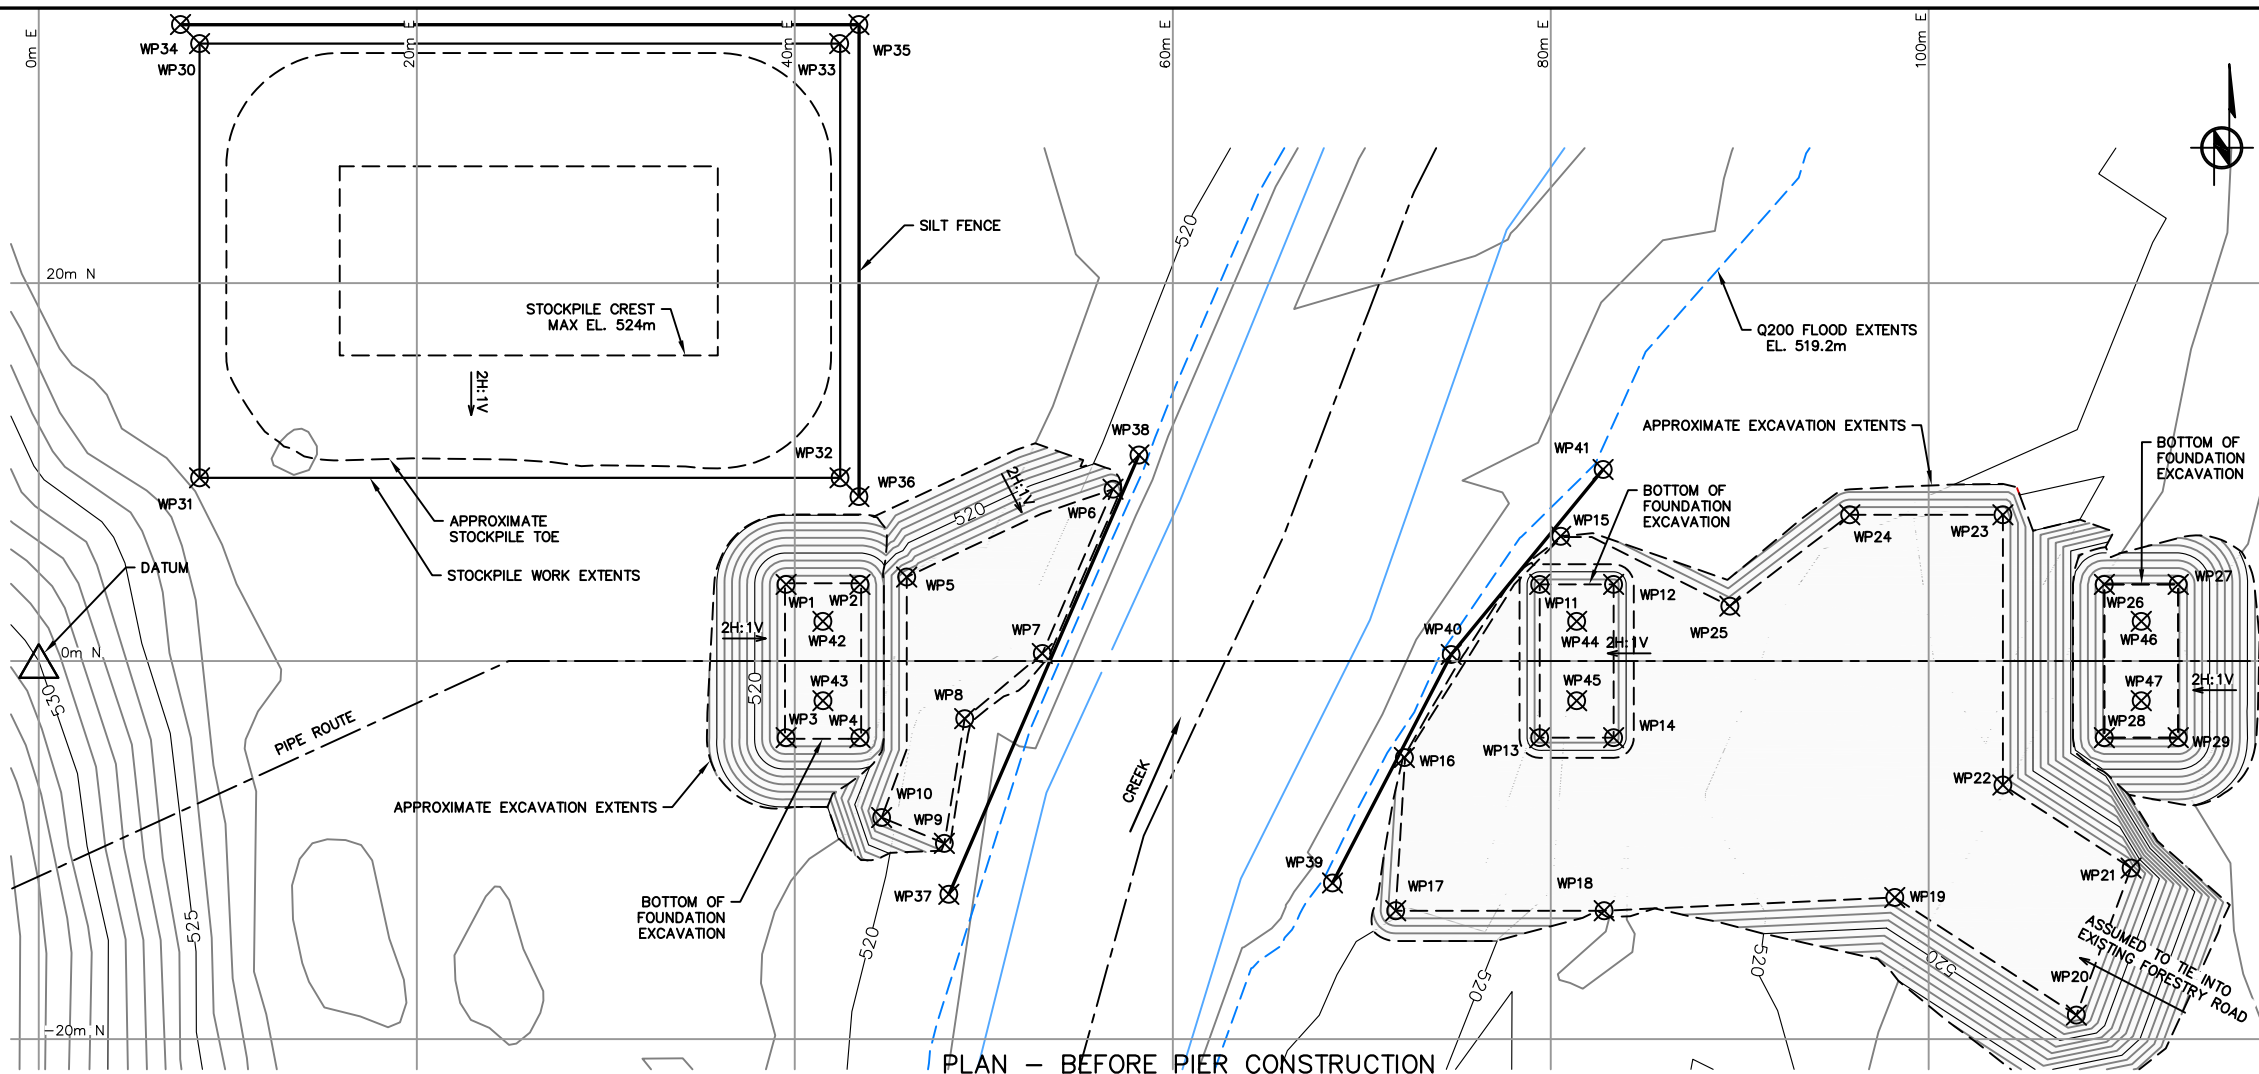 0m E
20m E
40m E
60m E
80m E
100m E
WP34
WP30
WP33
WP35
SILT FENCE
520
20m N
STOCKPILE CREST
MAX EL. 524m
Q200 FLOOD EXTENTS
EL. 519.2m
2H:1V
WP38
WP41
APPROXIMATE EXCAVATION EXTENTS
BOTTOM OF
FOUNDATION
EXCAVATION
WP32
WP36
WP31
2H:1V
WP6
520
BOTTOM OF
FOUNDATION
EXCAVATION
WP15
WP24
WP23
APPROXIMATE
STOCKPILE TOE
DATUM
STOCKPILE WORK EXTENTS
WP5
WP1
WP2
WP11
WP12
WP25
WP26
WP27
2H:1V
WP42
WP7
WP40
WP44
2H:1V
WP46
0m N
530
520
WP43
WP8
WP45
WP47
2H:1V
PIPE ROUTE
WP3
WP4
WP13
WP14
WP28
WP29
WP16
CREEK
WP22
APPROXIMATE EXCAVATION EXTENTS
WP10
WP9
WP39
WP37
WP17
WP18
WP19
WP21
525
BOTTOM OF
FOUNDATION
EXCAVATION
520
520
520
520
ASSUMED TO TIE INTO
EXISTING FORESTRY ROAD
WP20
-20m N
PLAN - BEFORE PIER CONSTRUCTION